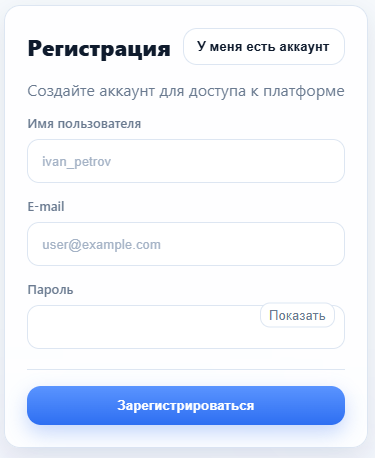 Регистрация
У меня есть аккаунт
Создайте аккаунт для доступа к платформе
Имя пользователя
ivan_petrov
E-mail
user@example.com
Пароль
Показать
Зарегистрироваться